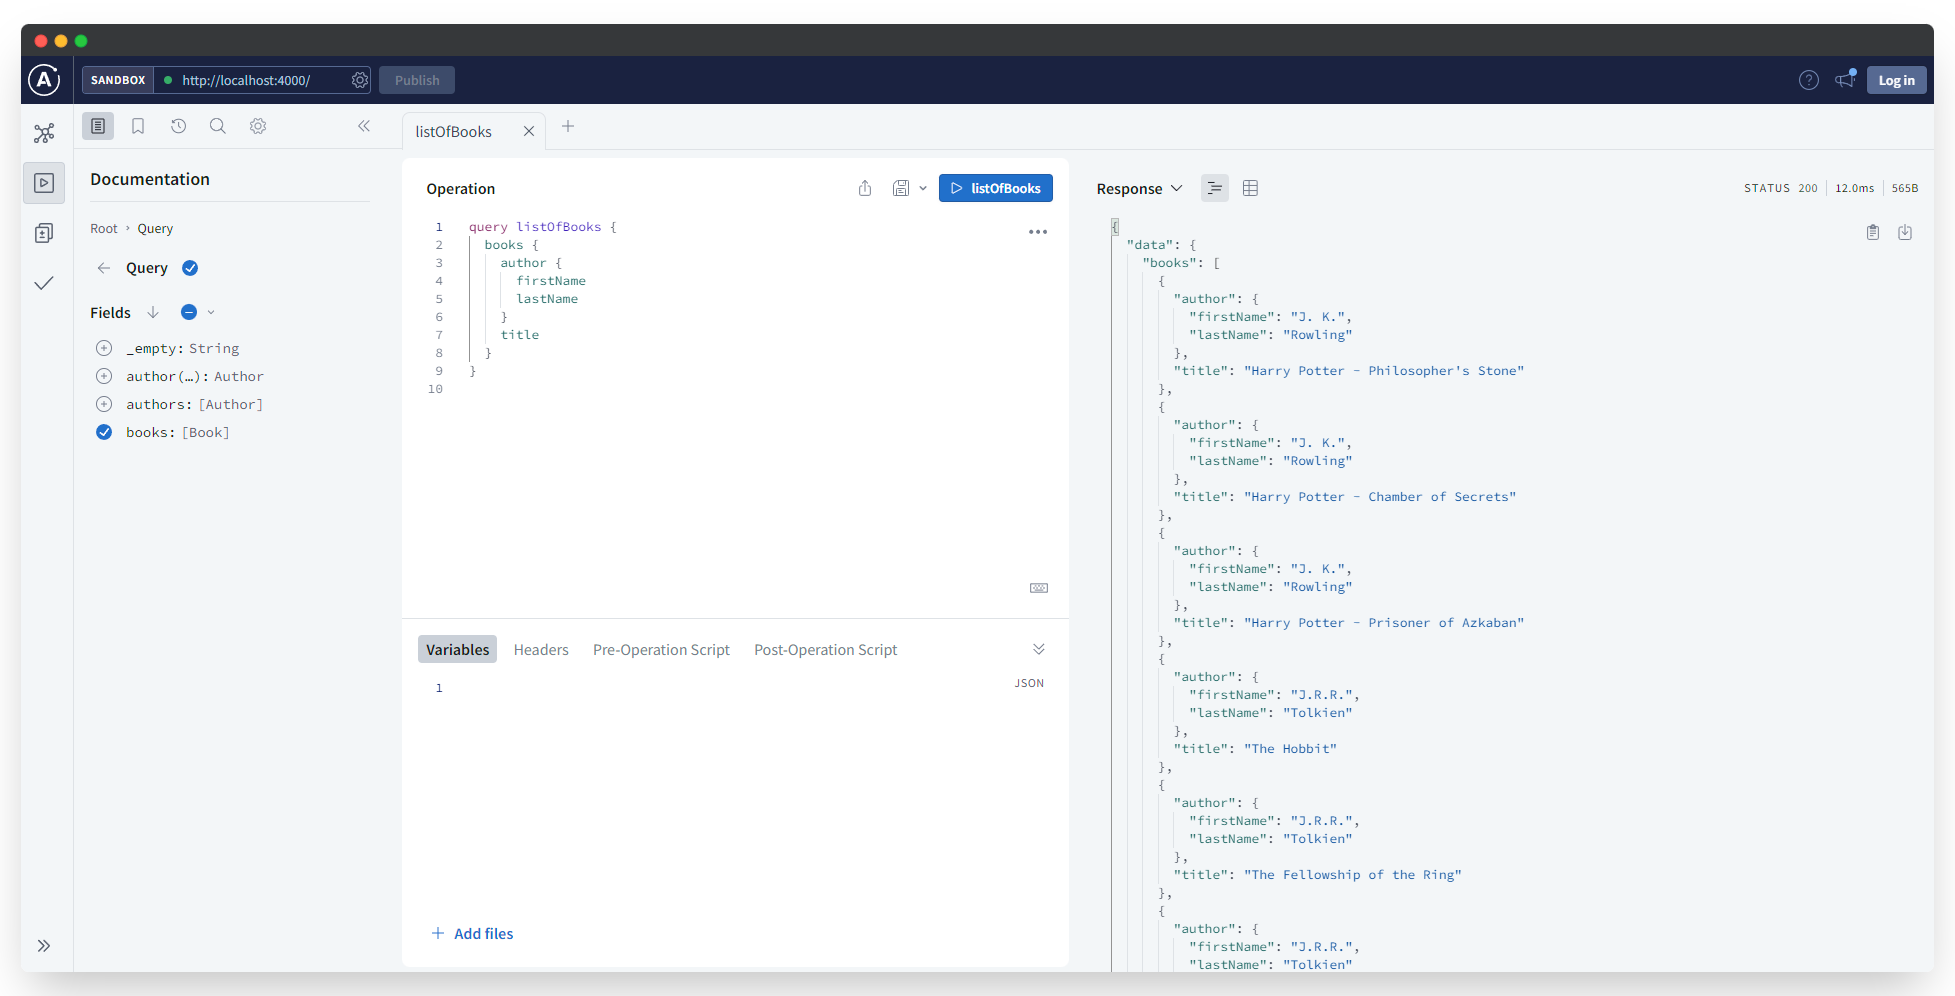 SANDBOX
http://localhost:4000/
Publish
Log in
listOfBooks
Documentation
Root › Query
Query
Fields
_empty: String
author(…): Author
authors: [Author]
books: [Book]
Operation
listOfBooks
1 query listOfBooks {
2 books {
3 author {
4 firstName
5 lastName
6 }
7 title
8 }
9 }
10
Variables
Headers
Pre-Operation Script
Post-Operation Script
1
JSON
+ Add files
Response
STATUS 200
12.0ms
565B
{
"data": {
"books": [
{
"author": {
"firstName": "J. K.",
"lastName": "Rowling"
},
"title": "Harry Potter - Philosopher's Stone"
},
{
"author": {
"firstName": "J. K.",
"lastName": "Rowling"
},
"title": "Harry Potter - Chamber of Secrets"
},
{
"author": {
"firstName": "J. K.",
"lastName": "Rowling"
},
"title": "Harry Potter - Prisoner of Azkaban"
},
{
"author": {
"firstName": "J.R.R.",
"lastName": "Tolkien"
},
"title": "The Hobbit"
},
{
"author": {
"firstName": "J.R.R.",
"lastName": "Tolkien"
},
"title": "The Fellowship of the Ring"
},
{
"author": {
"firstName": "J.R.R.",
"lastName": "Tolkien"